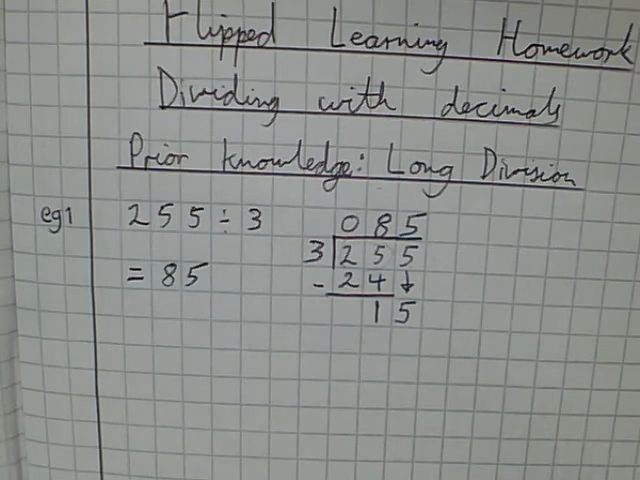 Flipped Learning Homework
Dividing with decimals
Prior knowledge: Long Division
eg1 255 ÷ 3
= 85
085
3 255
- 24 ↓
15